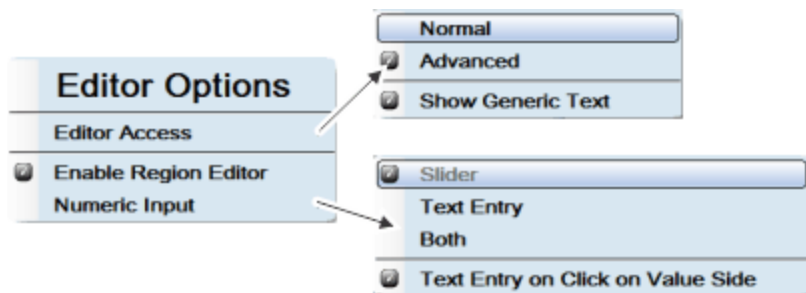 Editor Options
Editor Access
Enable Region Editor
Numeric Input
Normal
Advanced
Show Generic Text
Slider
Text Entry
Both
Text Entry on Click on Value Side